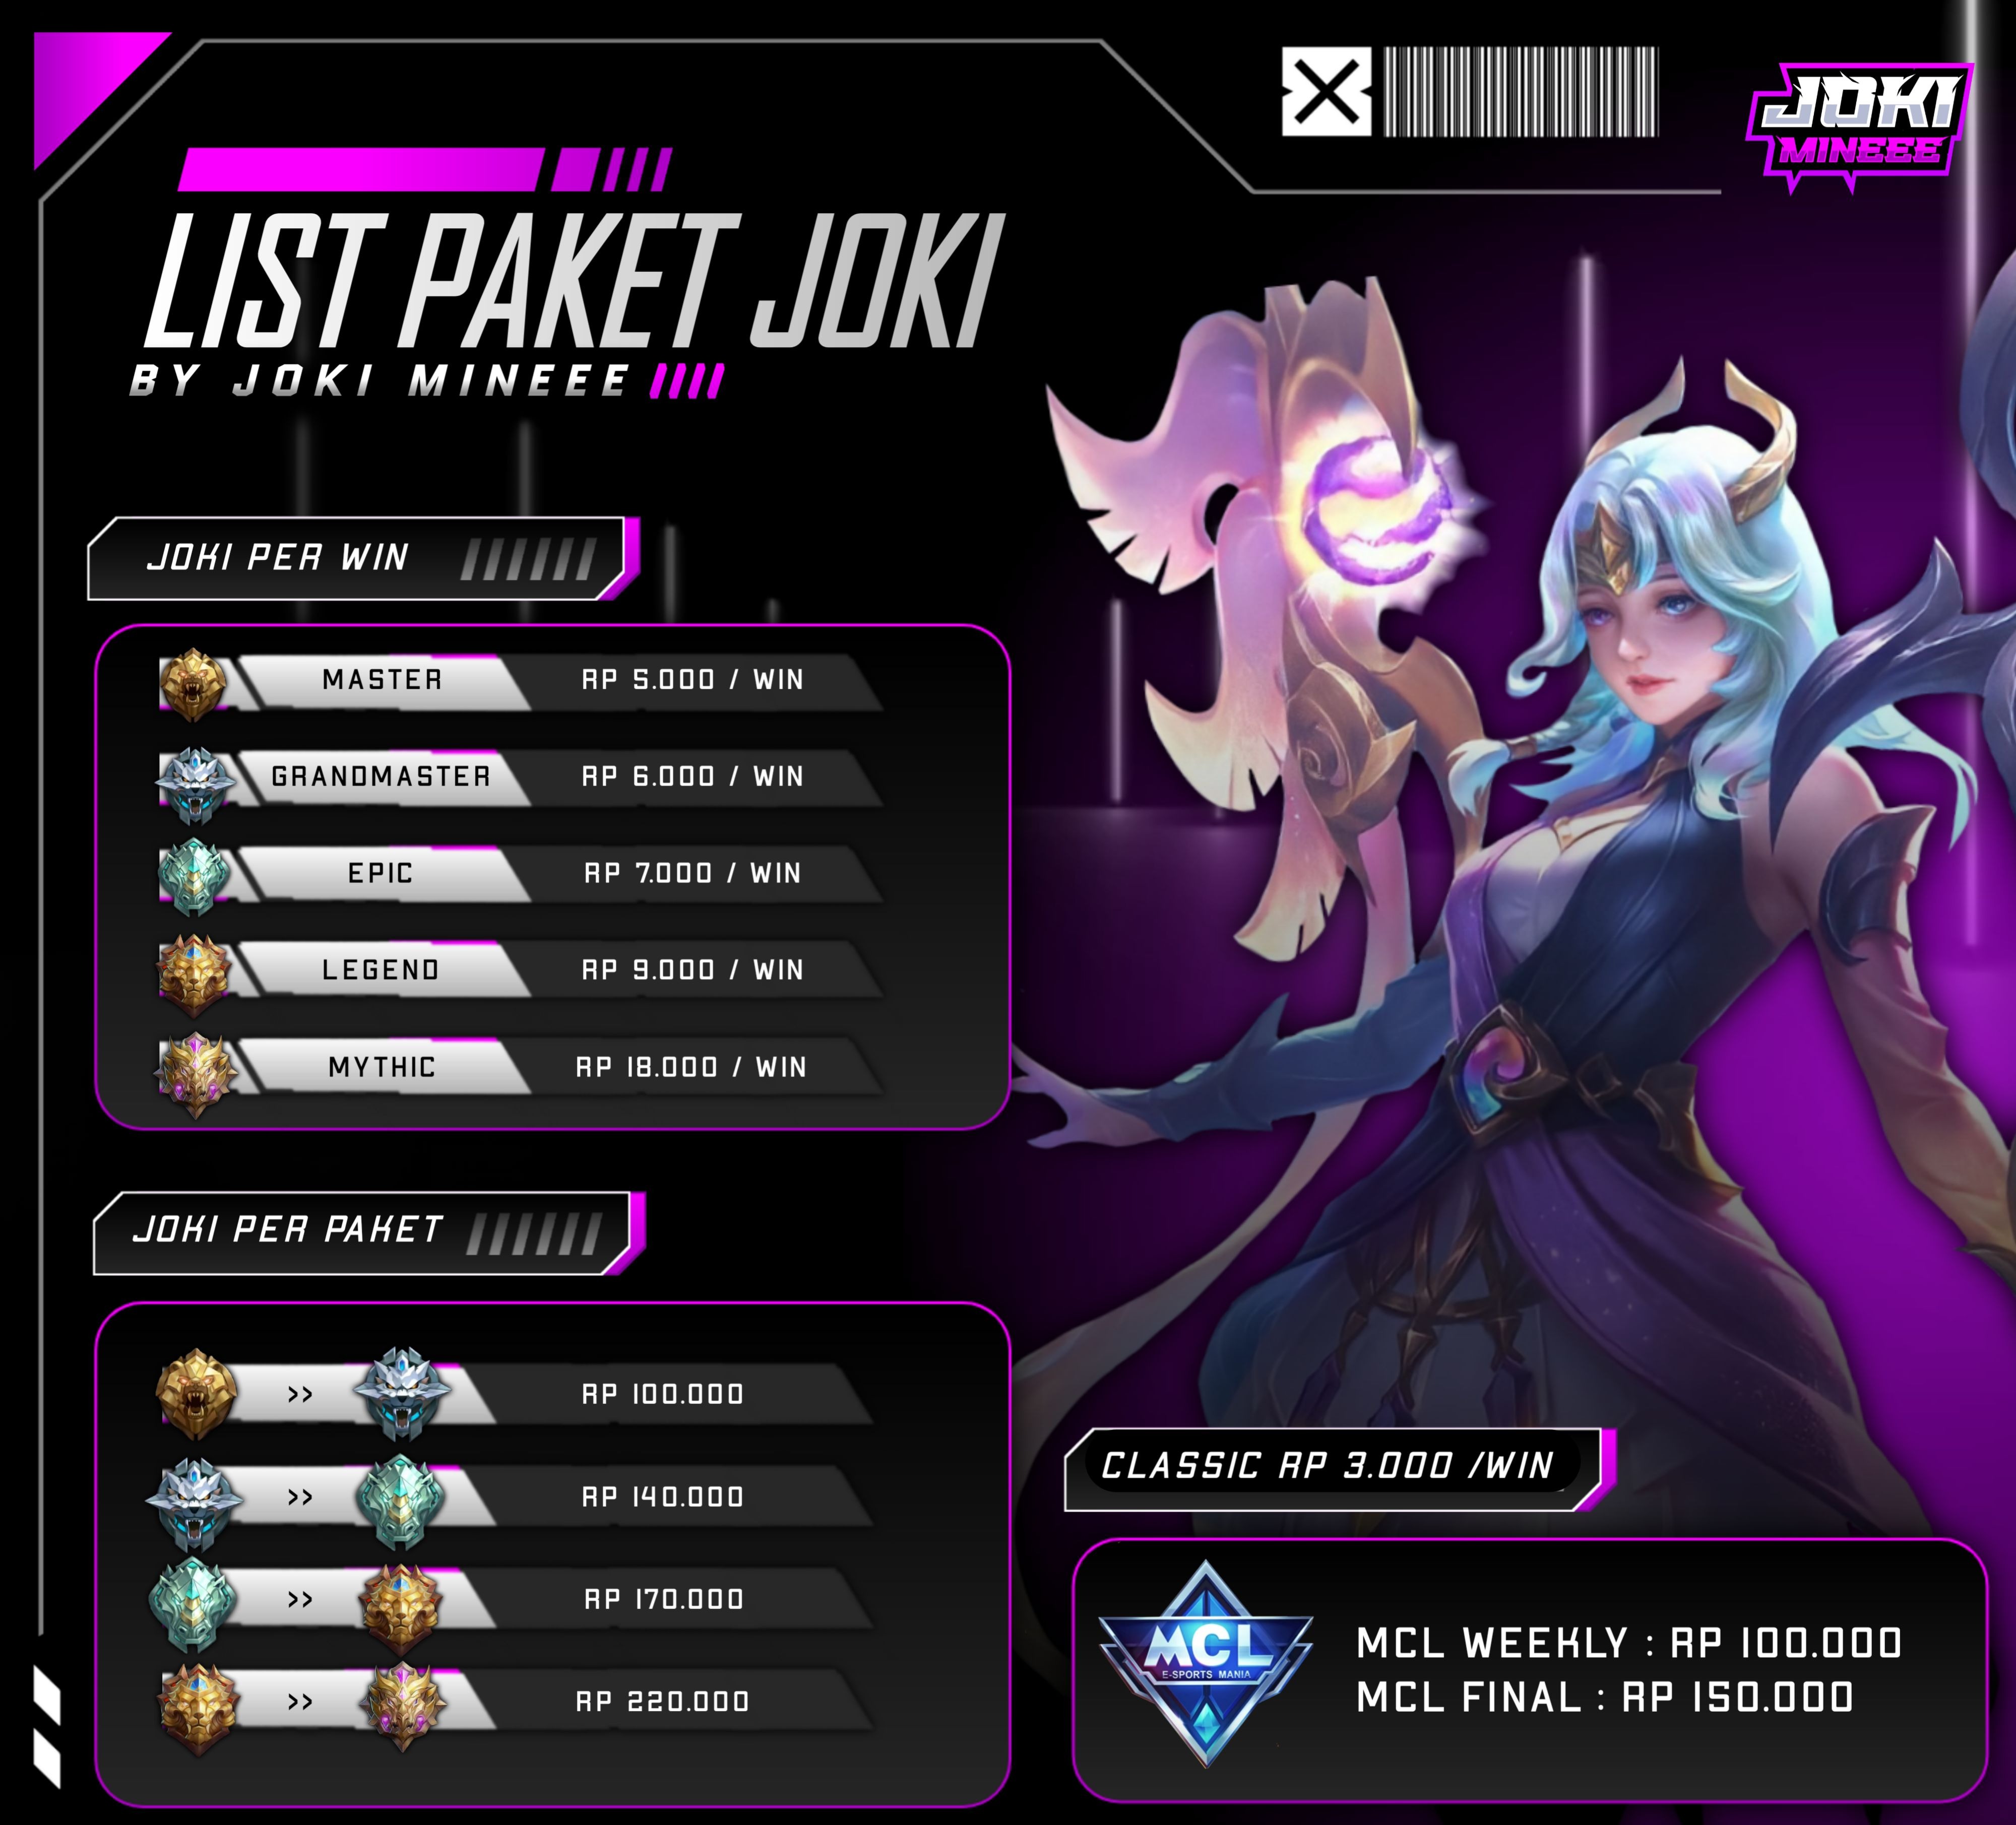 JOKI
MINEEE
LIST PAKET JOKI
BY JOKI MINEEE
JOKI PER WIN
MASTER RP 5.000 / WIN
GRANDMASTER RP 6.000 / WIN
EPIC RP 7.000 / WIN
LEGEND RP 9.000 / WIN
MYTHIC RP 18.000 / WIN
JOKI PER PAKET
>> RP 100.000
>> RP 140.000
>> RP 170.000
>> RP 220.000
CLASSIC RP 3.000 /WIN
MCL
E-SPORTS MANIA
MCL WEEKLY : RP 100.000
MCL FINAL : RP 150.000